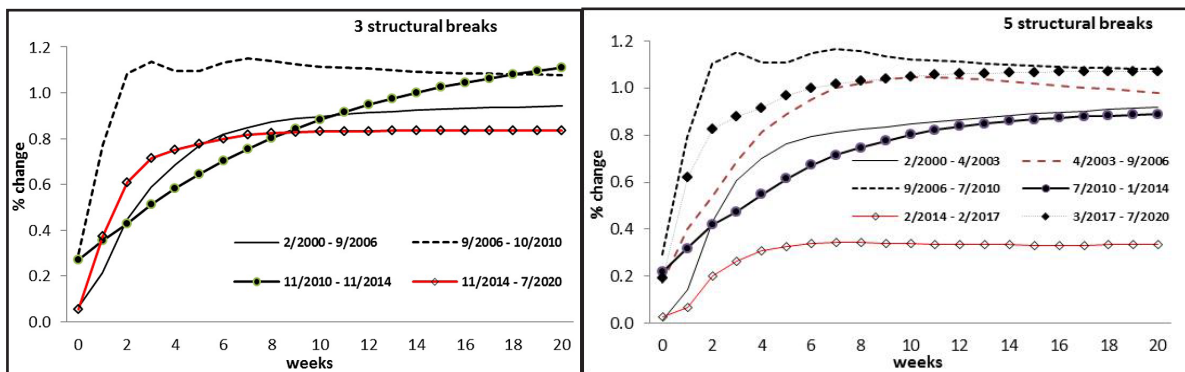 3 structural breaks
% change
1.2
1.0
0.8
0.6
0.4
0.2
0.0
2/2000 - 9/2006
9/2006 - 10/2010
11/2010 - 11/2014
11/2014 - 7/2020
0 2 4 6 8 10 12 14 16 18 20
weeks
5 structural breaks
% change
1.2
1.0
0.8
0.6
0.4
0.2
0.0
2/2000 - 4/2003
4/2003 - 9/2006
9/2006 - 7/2010
7/2010 - 1/2014
2/2014 - 2/2017
3/2017 - 7/2020
0 2 4 6 8 10 12 14 16 18 20
weeks